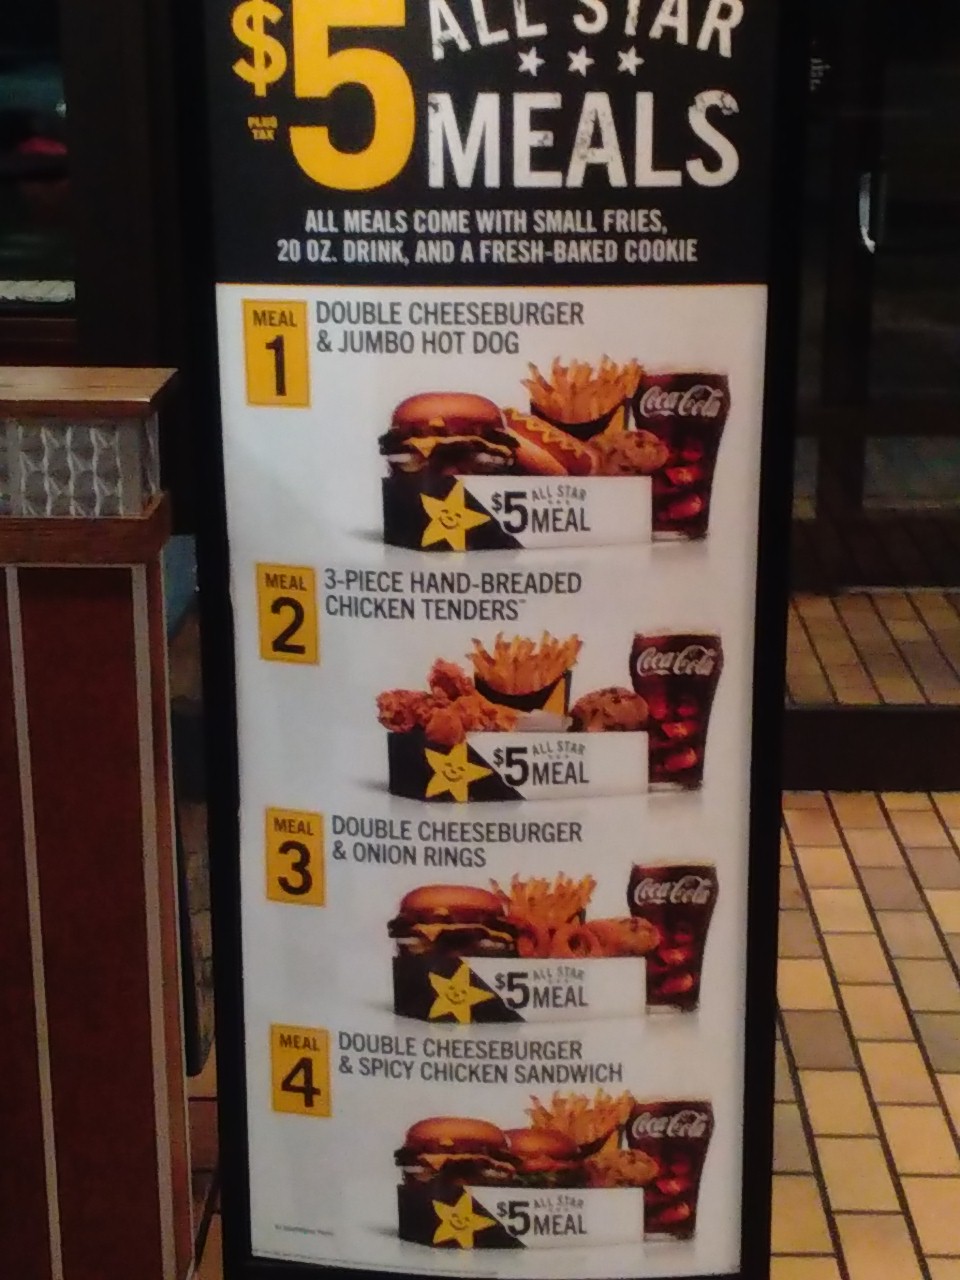 $5 ALL STAR
PLUS
TAX
MEALS
ALL MEALS COME WITH SMALL FRIES,
20 OZ. DRINK, AND A FRESH-BAKED COOKIE
MEAL
1
DOUBLE CHEESEBURGER
& JUMBO HOT DOG
Coca-Cola
$5 ALL STAR
MEAL
MEAL
2
3-PIECE HAND-BREADED
CHICKEN TENDERS™
Coca-Cola
$5 ALL STAR
MEAL
MEAL
3
DOUBLE CHEESEBURGER
& ONION RINGS
Coca-Cola
$5 ALL STAR
MEAL
MEAL
4
DOUBLE CHEESEBURGER
& SPICY CHICKEN SANDWICH
Coca-Cola
$5 ALL STAR
MEAL